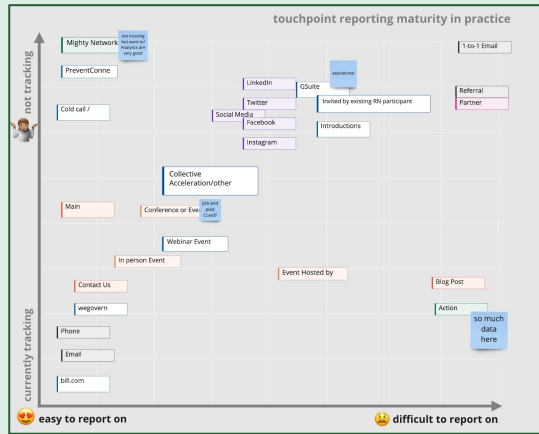 touchpoint reporting maturity in practice
Mighty Network
not tracking
but want to!
Analytics are
very good
1-to-1 Email
PreventConne
LinkedIn
GSuite
aspirational
Referral
Partner
Cold call /
Twitter
Invited by existing RN participant
Social Media
Facebook
Introductions
Instagram
not tracking
Collective
Acceleration/other
Main
Conference or Eve
pre and
post
Covid?
Webinar Event
In person Event
Event Hosted by
Contact Us
Blog Post
wegovern
Action
so much
data
here
Phone
Email
bill.com
currently tracking
easy to report on
difficult to report on